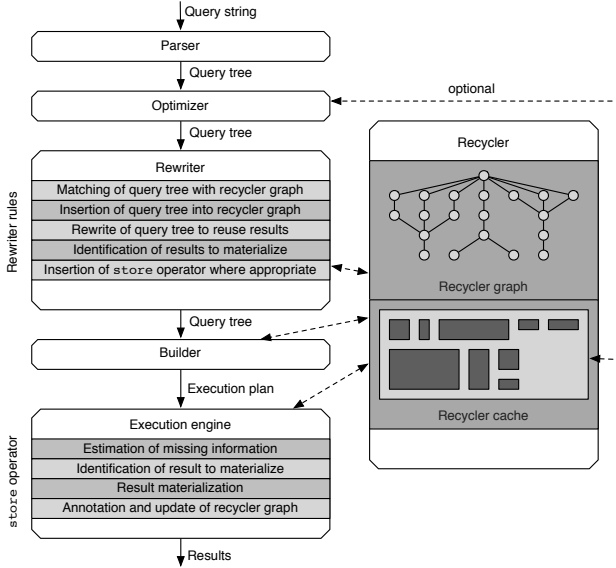 Query string
Parser
Query tree
optional
Optimizer
Query tree
Recycler
Rewriter rules
Rewriter
Matching of query tree with recycler graph
Insertion of query tree into recycler graph
Rewrite of query tree to reuse results
Identification of results to materialize
Insertion of store operator where appropriate
Recycler graph
Query tree
Builder
Execution plan
Recycler cache
store operator
Execution engine
Estimation of missing information
Identification of result to materialize
Result materialization
Annotation and update of recycler graph
Results